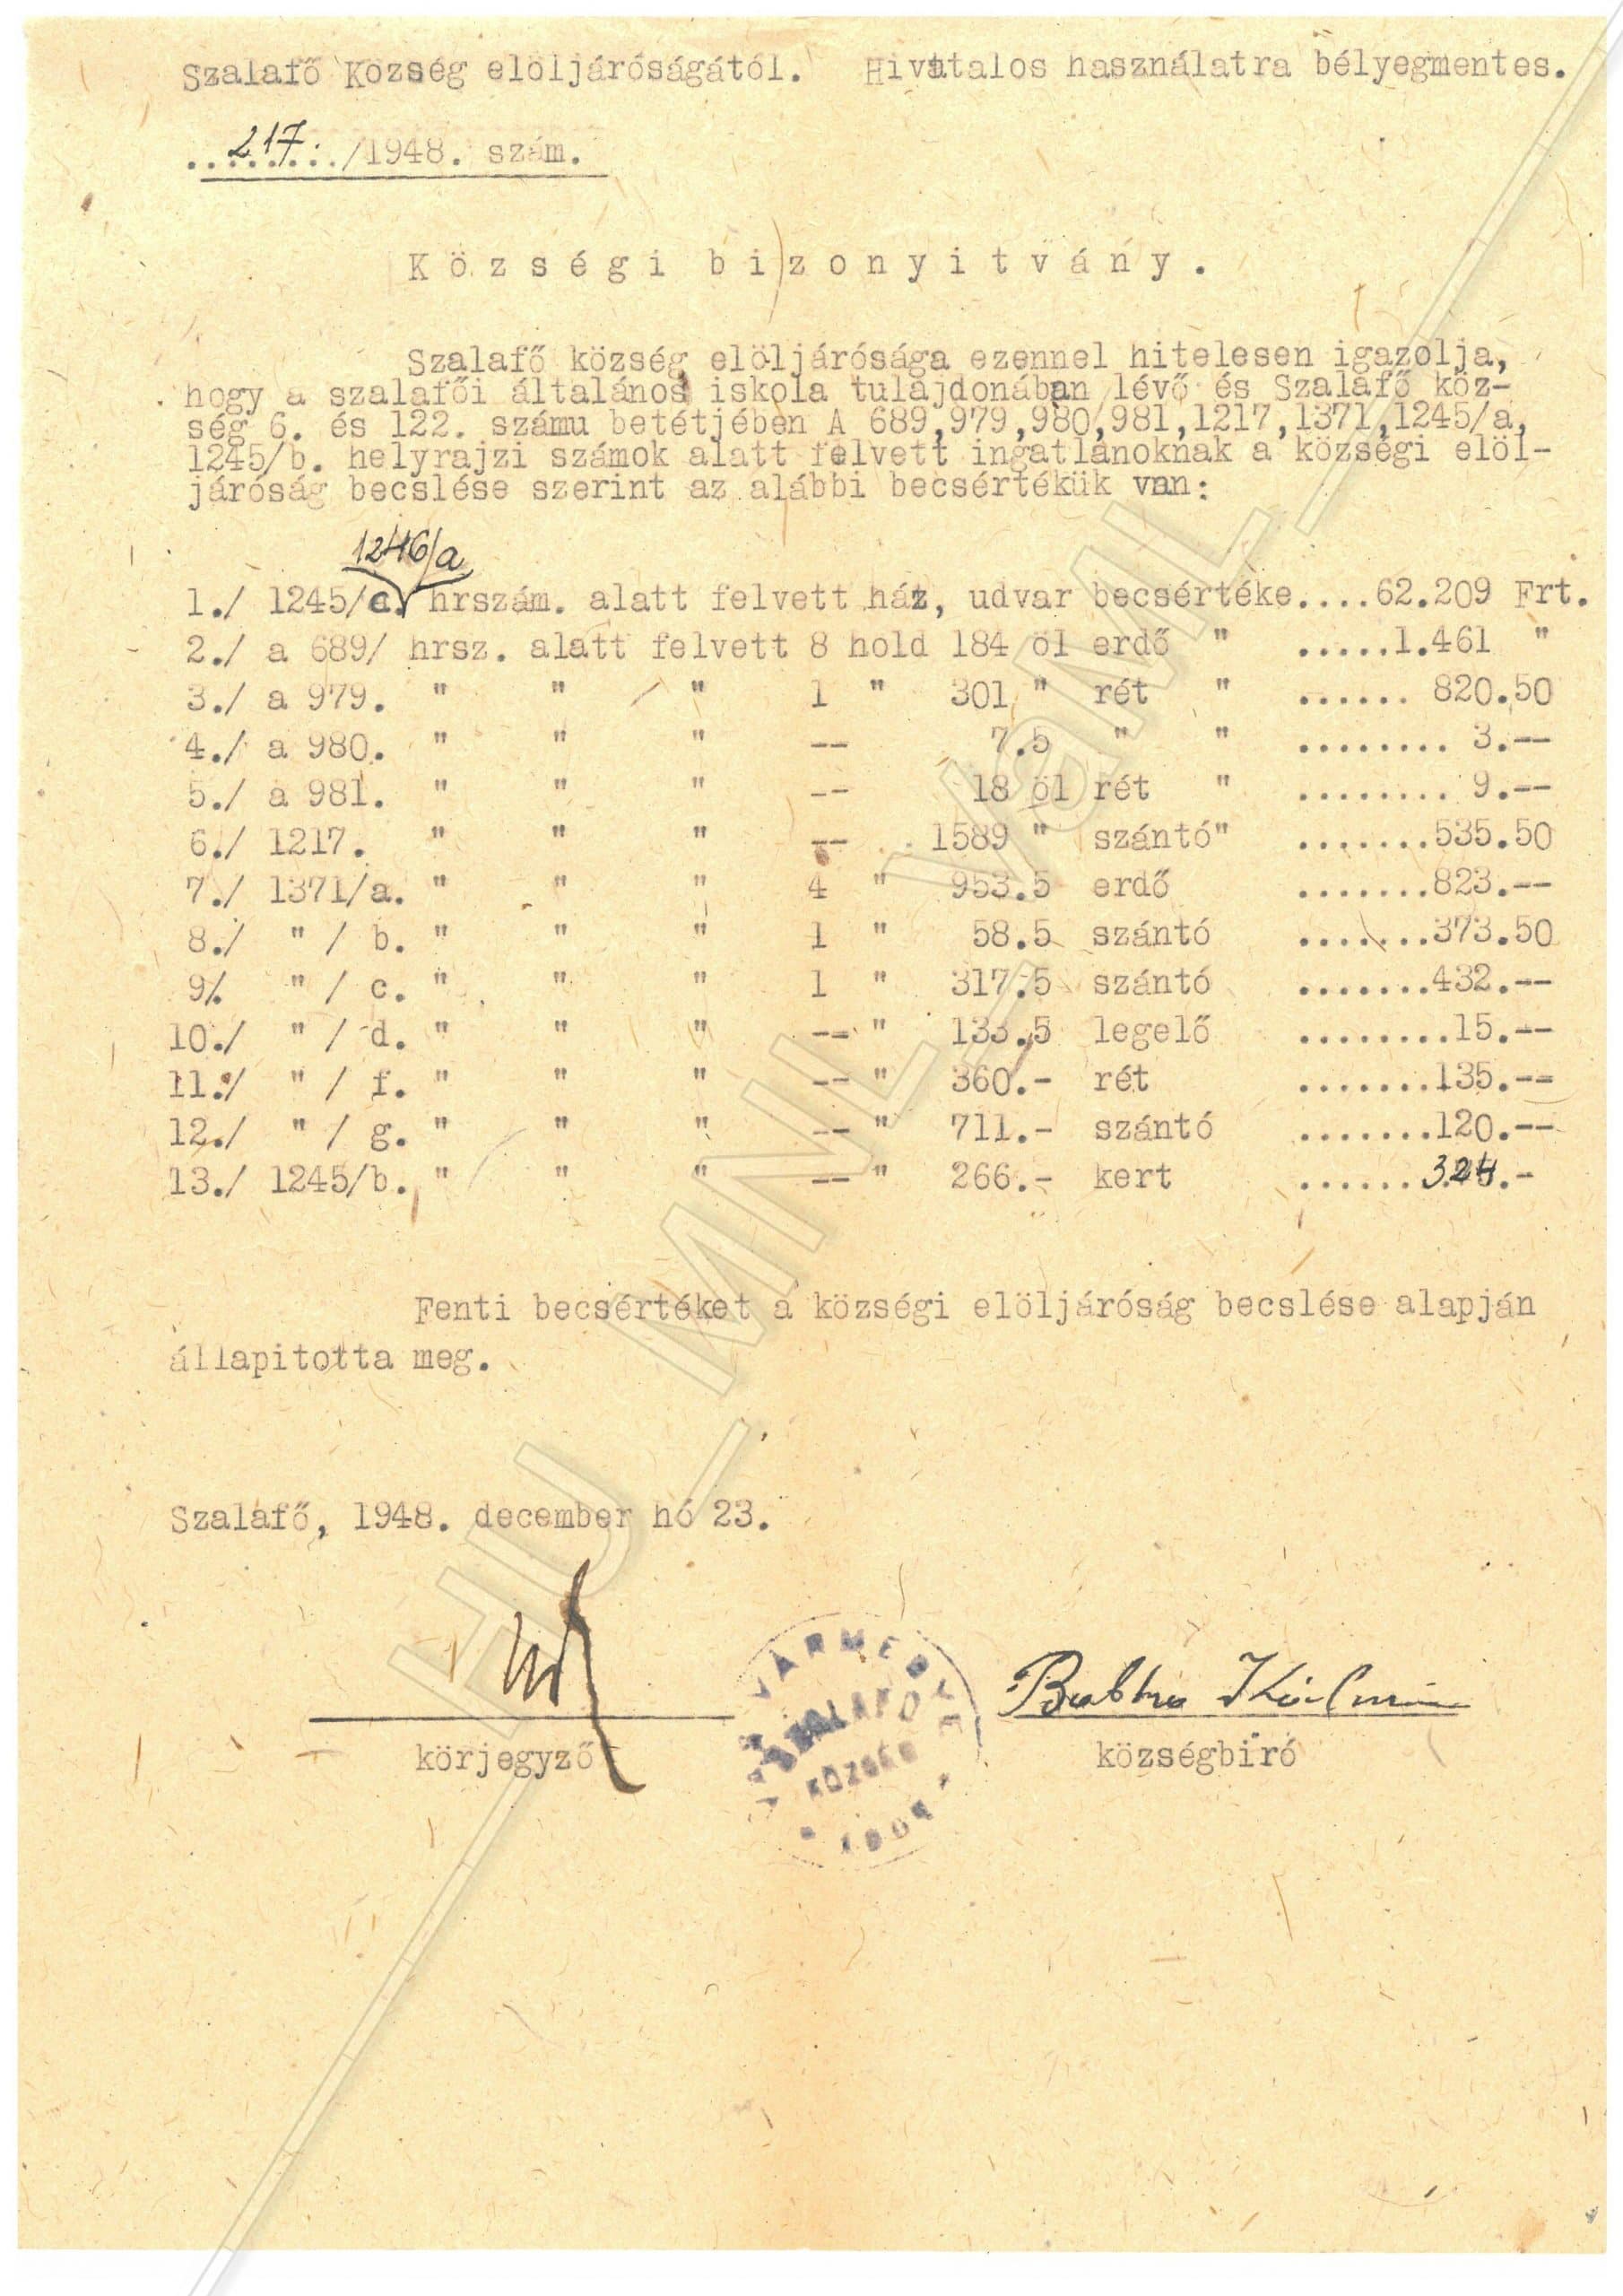 Szalafő Község elöljáróságától. Hivatalos használatra bélyegmentes.
217. /1948. szám.
Községi bizonyitvány.
Szalafő község elöljárósága ezennel hitelesen igazolja,
hogy a szalafői általános iskola tulajdonában lévő és Szalafő köz-
ség 6. és 122. számu betétjében A 689,979,980,981,1217,1371,1245/a,
1245/b. helyrajzi számok alatt felvett ingatlanoknak a községi elöl-
járóság becslése szerint az alábbi becsértékük van:
1246/a
1./ 1245/a. hrszám. alatt felvett ház, udvar becsértéke....62.209 Frt.
2./ a 689/ hrsz. alatt felvett 8 hold 184 öl erdő " .....1.461 "
3./ a 979. " " " 1 " 301 " rét " ...... 820.50
4./ a 980. " " " -- 7.5 " " ........ 3.--
5./ a 981. " " " -- 18 öl rét " ........ 9.--
6./ 1217. " " " -- 1589 " szántó" .......535.50
7./ 1371/a. " " " 4 " 953.5 erdő .......823.--
8./ " / b. " " " 1 " 58.5 szántó .......373.50
9/. " / c. " " " 1 " 317.5 szántó .......432.--
10./ " / d. " " " -- " 133.5 legelő ........15.--
11./ " / f. " " " -- " 360.- rét .......135.--
12./ " / g. " " " -- " 711.- szántó .......120.--
13./ 1245/b. " " " -- " 266.- kert ......324.-
Fenti becsértéket a községi elöljáróság becslése alapján
állapitotta meg.
Szalafő, 1948. december hó 23.
VAS VÁRMEGYE
SZALAFŐ
KÖZSÉG
Kálmán
körjegyző községbiró
HU_MNL_VaML_